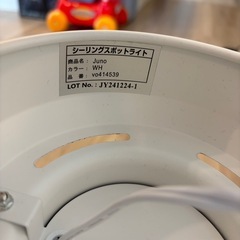 シーリングスポットライト
商品名： Juno
カラー： WH
品 番： vo414539
LOT No.: JY241224-1